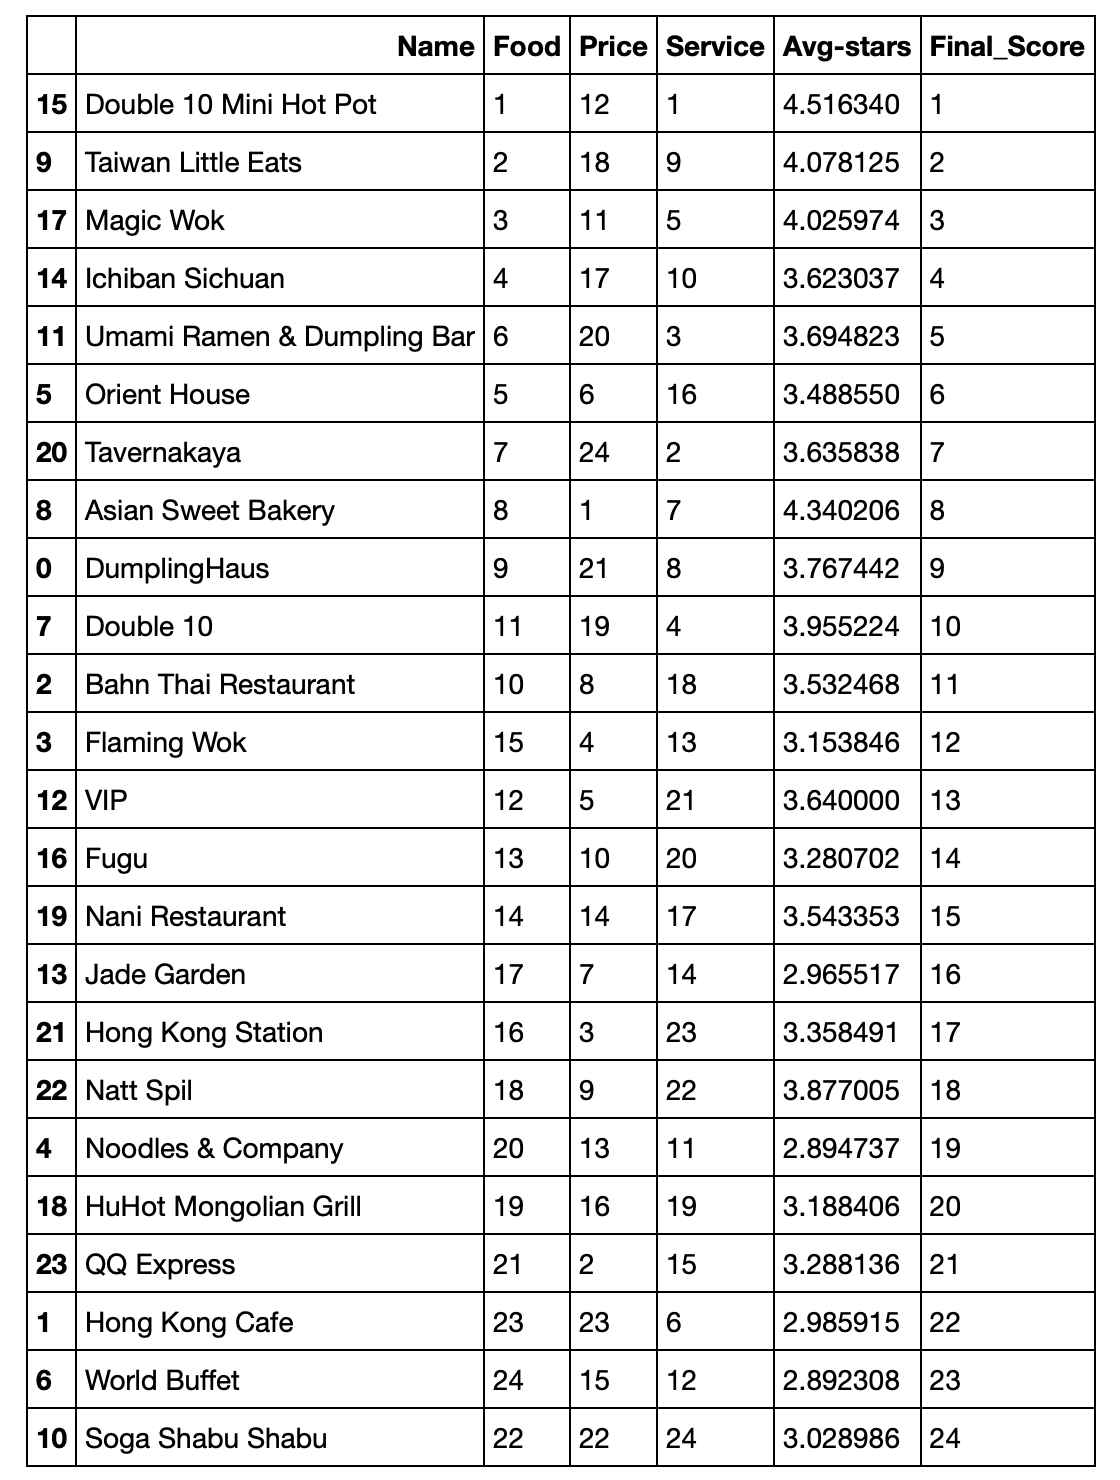 Name Food Price Service Avg-stars Final_Score
15 Double 10 Mini Hot Pot 1 12 1 4.516340 1
9 Taiwan Little Eats 2 18 9 4.078125 2
17 Magic Wok 3 11 5 4.025974 3
14 Ichiban Sichuan 4 17 10 3.623037 4
11 Umami Ramen & Dumpling Bar 6 20 3 3.694823 5
5 Orient House 5 6 16 3.488550 6
20 Tavernakaya 7 24 2 3.635838 7
8 Asian Sweet Bakery 8 1 7 4.340206 8
0 DumplingHaus 9 21 8 3.767442 9
7 Double 10 11 19 4 3.955224 10
2 Bahn Thai Restaurant 10 8 18 3.532468 11
3 Flaming Wok 15 4 13 3.153846 12
12 VIP 12 5 21 3.640000 13
16 Fugu 13 10 20 3.280702 14
19 Nani Restaurant 14 14 17 3.543353 15
13 Jade Garden 17 7 14 2.965517 16
21 Hong Kong Station 16 3 23 3.358491 17
22 Natt Spil 18 9 22 3.877005 18
4 Noodles & Company 20 13 11 2.894737 19
18 HuHot Mongolian Grill 19 16 19 3.188406 20
23 QQ Express 21 2 15 3.288136 21
1 Hong Kong Cafe 23 23 6 2.985915 22
6 World Buffet 24 15 12 2.892308 23
10 Soga Shabu Shabu 22 22 24 3.028986 24